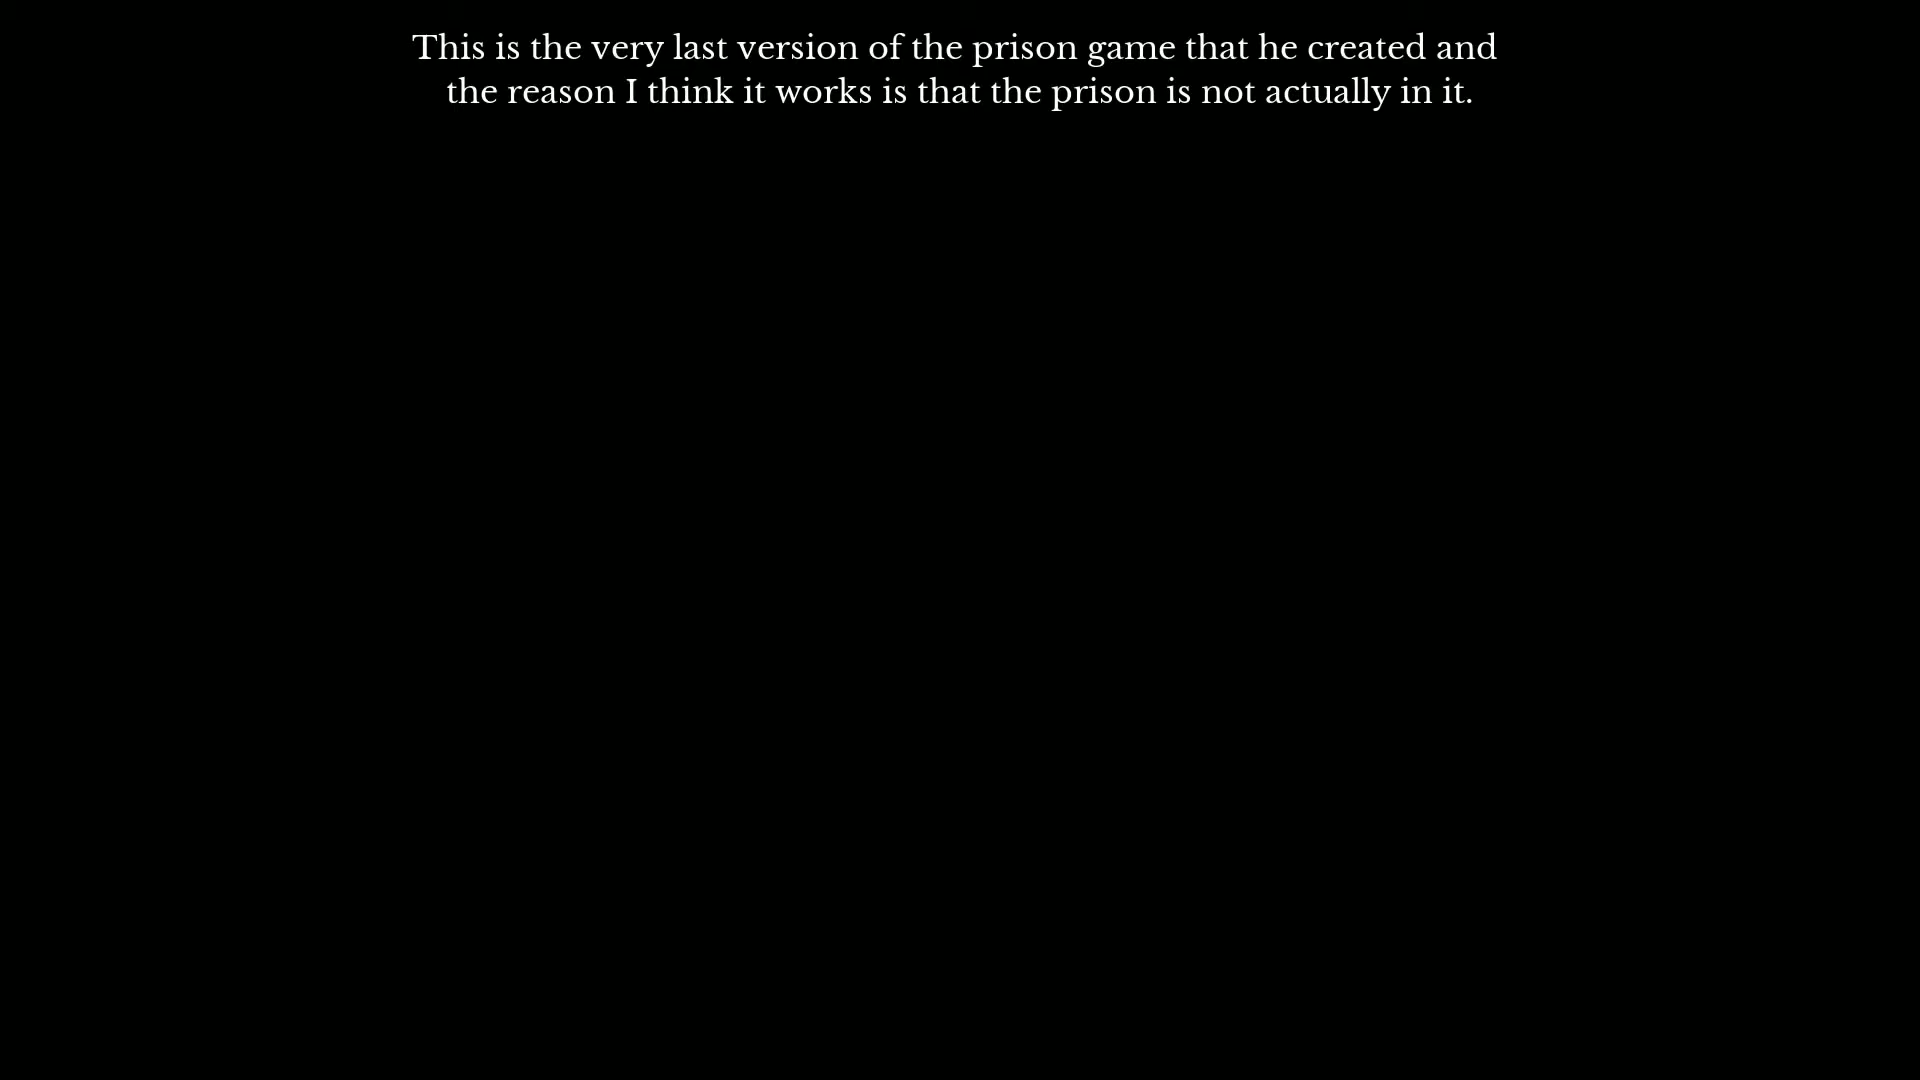 This is the very last version of the prison game that he created and
the reason I think it works is that the prison is not actually in it.